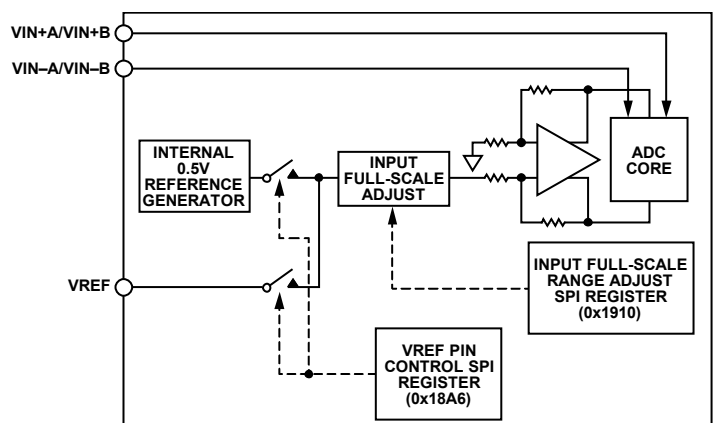 VIN+A/VIN+B
VIN–A/VIN–B
INTERNAL
0.5V
REFERENCE
GENERATOR
INPUT
FULL-SCALE
ADJUST
ADC
CORE
VREF
INPUT FULL-SCALE
RANGE ADJUST
SPI REGISTER
(0x1910)
VREF PIN
CONTROL SPI
REGISTER
(0x18A6)